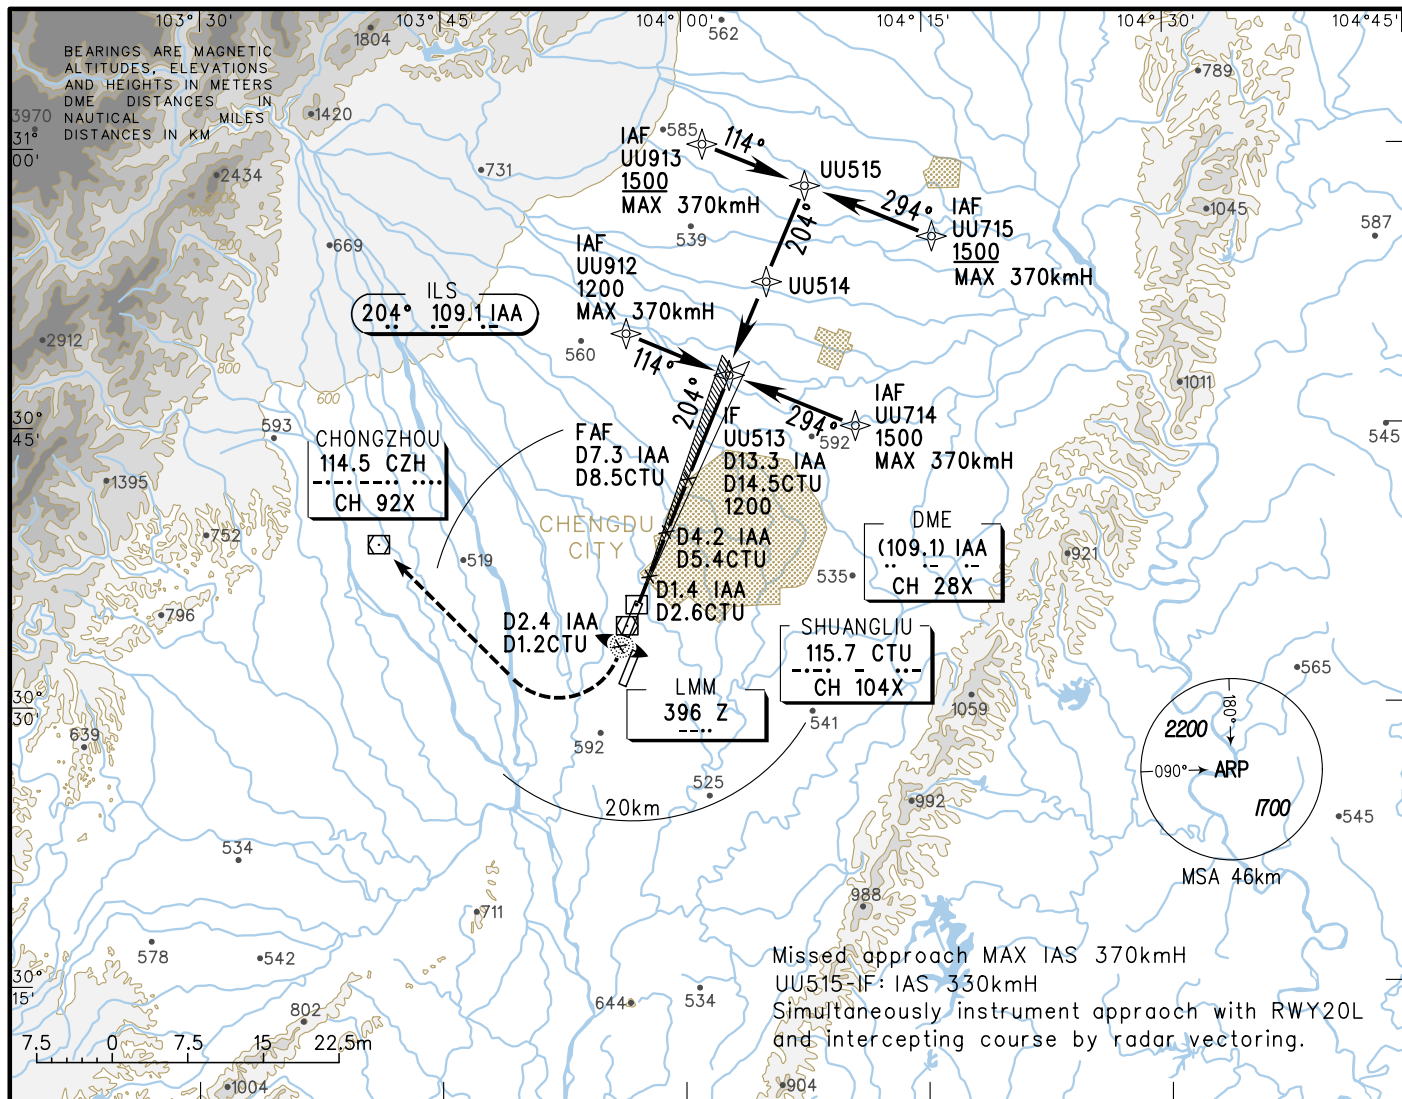 103°30'
103°45'
104°00'
104°15'
104°30'
104°45'
BEARINGS ARE MAGNETIC
ALTITUDES, ELEVATIONS
AND HEIGHTS IN METERS
DME DISTANCES IN
NAUTICAL MILES
DISTANCES IN KM
1804
562
789
3970
1420
31°
00'
2434
731
585
IAF
UU913
1500
MAX 370kmH
114°
UU515
294°
IAF
UU715
1500
MAX 370kmH
1045
587
669
539
204°
1200
IAF
UU912
1200
MAX 370kmH
UU514
ILS
204° 109.1 IAA
2912
800
560
114°
600
204°
294°
1011
IAF
UU714
1500
MAX 370kmH
592
30°
45'
593
545
IF
UU513
D13.3 IAA
D14.5CTU
1200
FAF
D7.3 IAA
D8.5CTU
CHONGZHOU
114.5 CZH
CH 92X
1395
752
CHENGDU
CITY
D4.2 IAA
D5.4CTU
519
DME
(109.1) IAA
CH 28X
921
535
D1.4 IAA
D2.6CTU
796
D2.4 IAA
D1.2CTU
SHUANGLIU
115.7 CTU
CH 104X
565
LMM
396 Z
30°
30'
1059
541
639
592
180°
2200
090°
ARP
1700
MSA 46km
525
20km
992
545
534
988
711
578
542
30°
15'
644
534
802
Missed approach MAX IAS 370kmH
UU515-IF: IAS 330kmH
Simultaneously instrument appraoch with RWY20L
and intercepting course by radar vectoring.
7.5 0 7.5 15 22.5m
1004
904